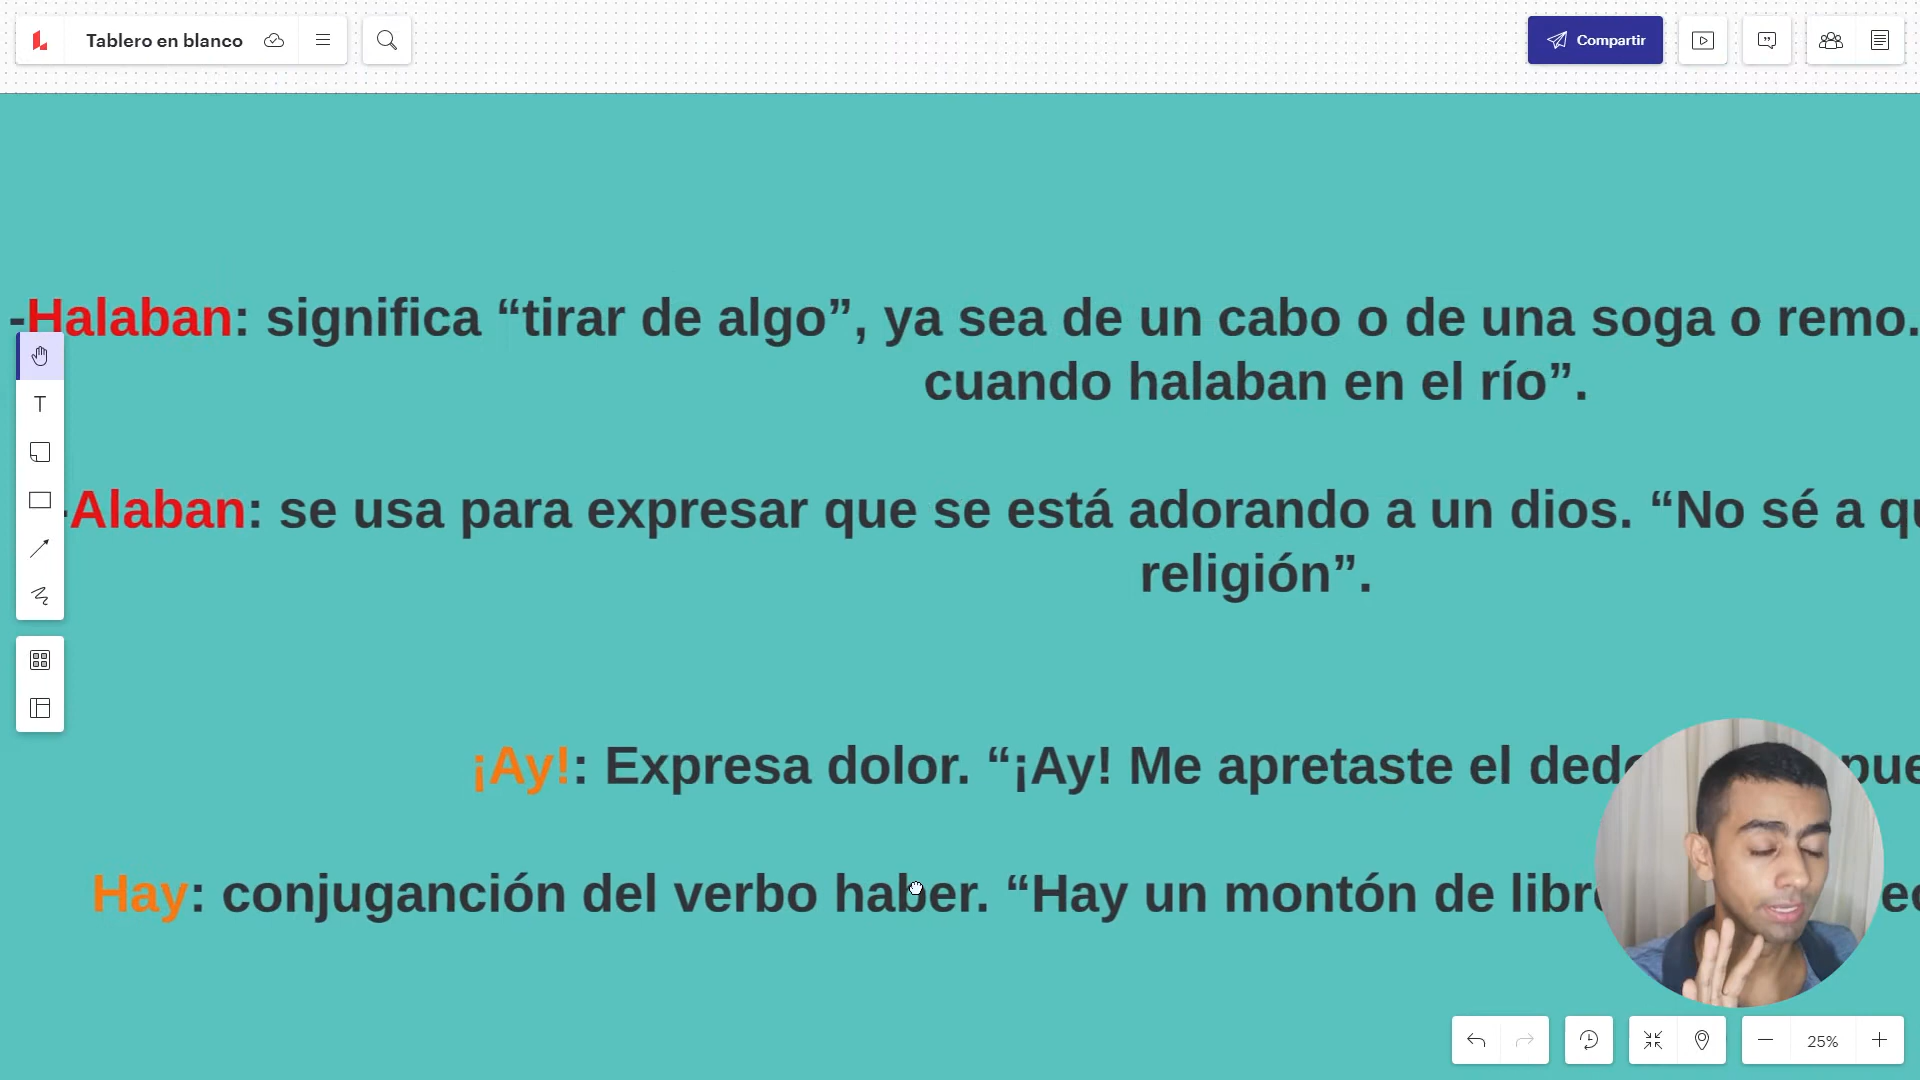 Tablero en blanco
Compartir
-Halaban: significa “tirar de algo”, ya sea de un cabo o de una soga o remo.
cuando halaban en el río”.
-Alaban: se usa para expresar que se está adorando a un dios. “No sé a
religión”.
¡Ay!: Expresa dolor. “¡Ay! Me apretaste el
Hay: conjuganción del verbo haber. “Hay un montón de
T
25%